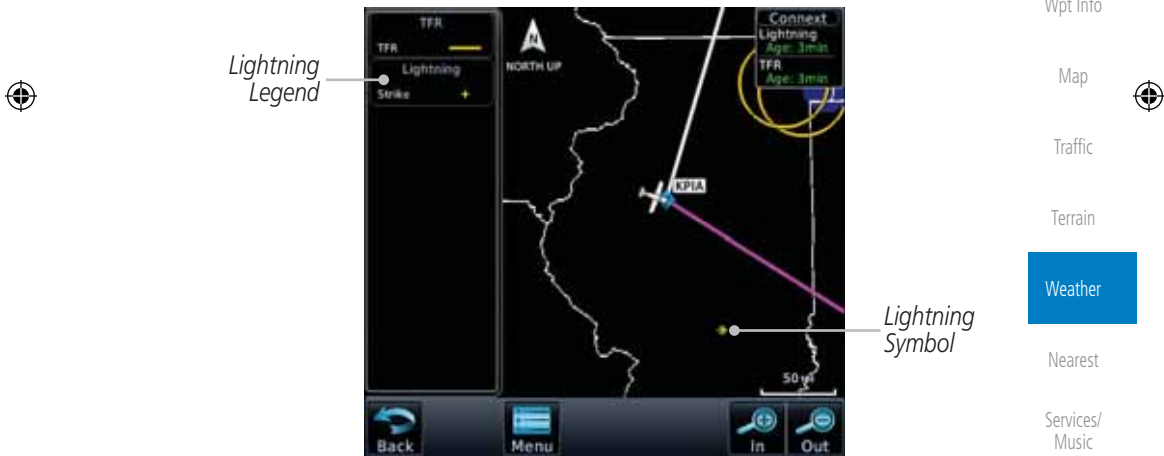 Lightning
Legend
TFR
TFR
Lightning
Strike
NORTH UP
Connext
Lightning
Age: 3min
TFR
Age: 3min
KPIA
Lightning
Symbol
Back
Menu
In
Out
Wpt Info
Map
Traffic
Terrain
Weather
Nearest
Services/
Music